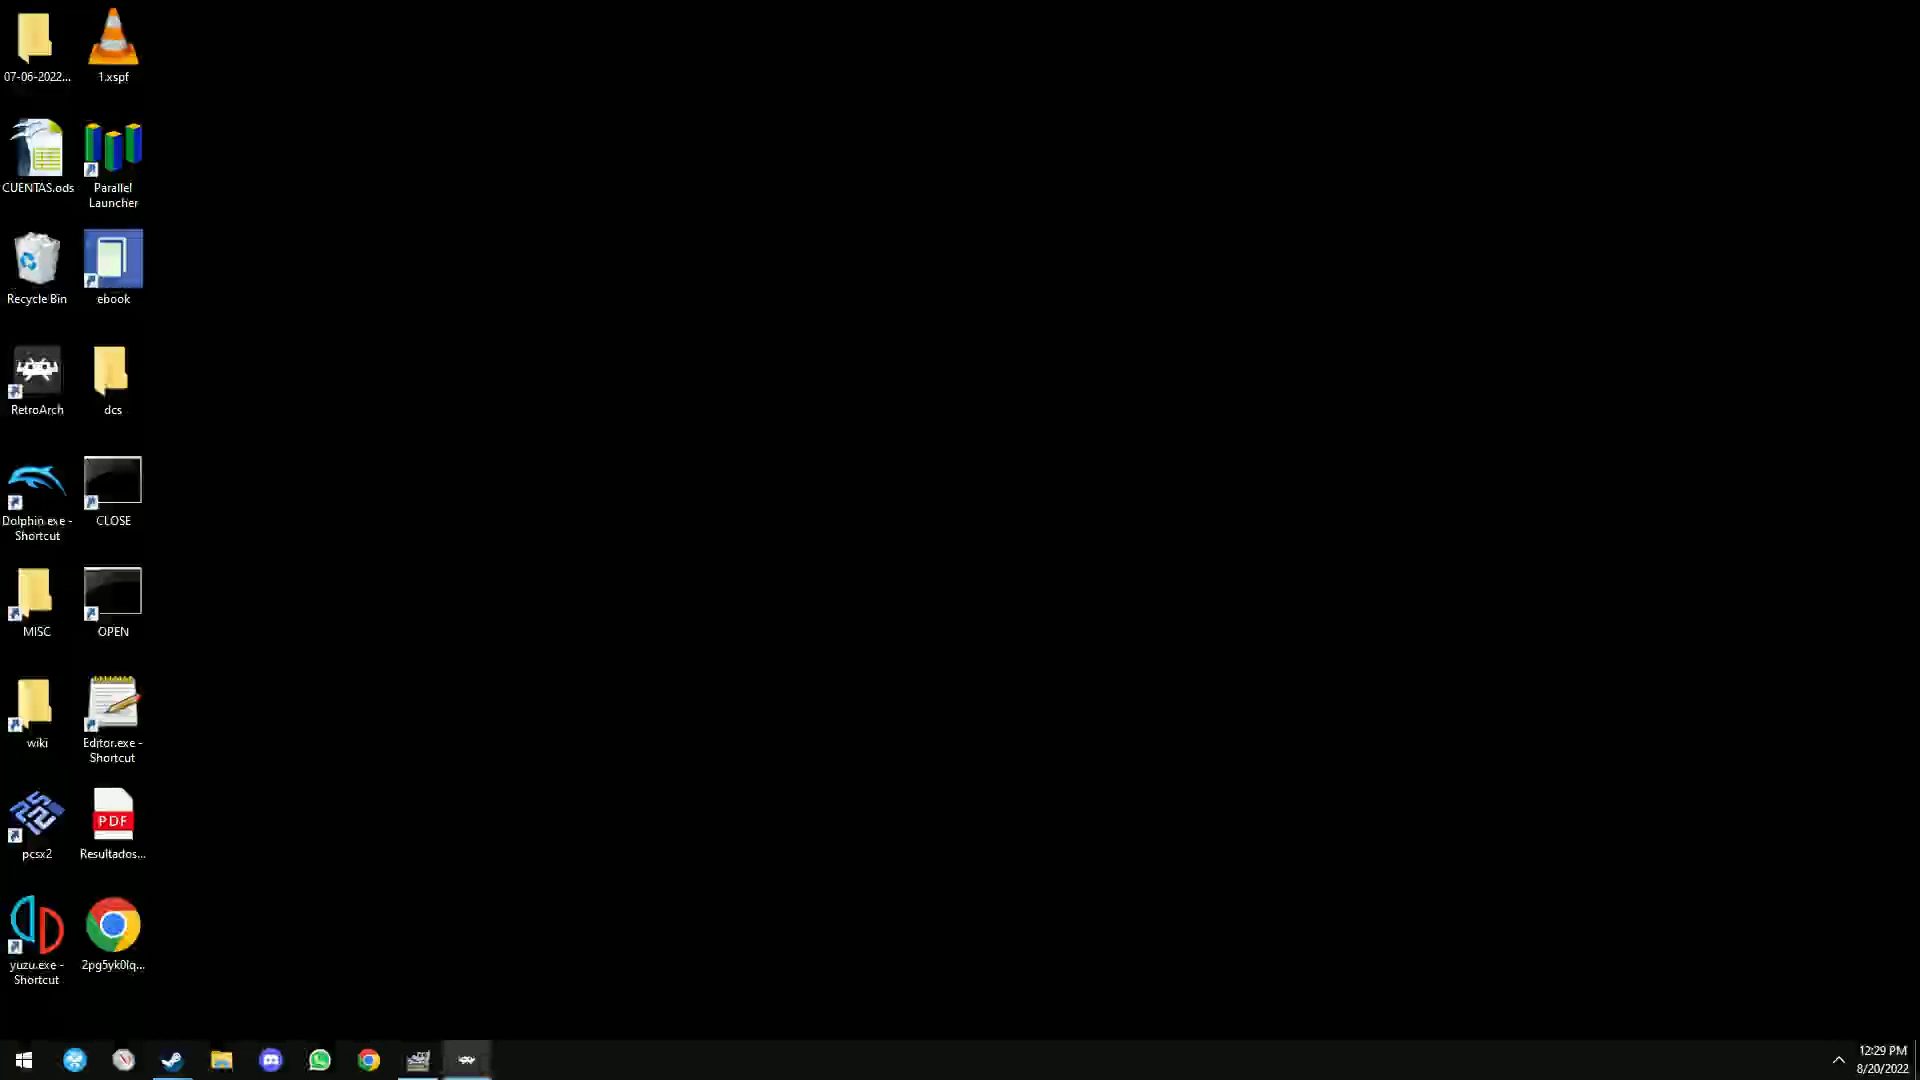 07-06-2022...
1.xspf
CUENTAS.ods
Parallel
Launcher
Recycle Bin
ebook
RetroArch
dcs
Dolphin.exe -
Shortcut
CLOSE
MISC
OPEN
wiki
Editor.exe -
Shortcut
pcsx2
PDF
Resultados...
yuzu.exe -
Shortcut
2pg5yk0lq...
12:29 PM
8/20/2022